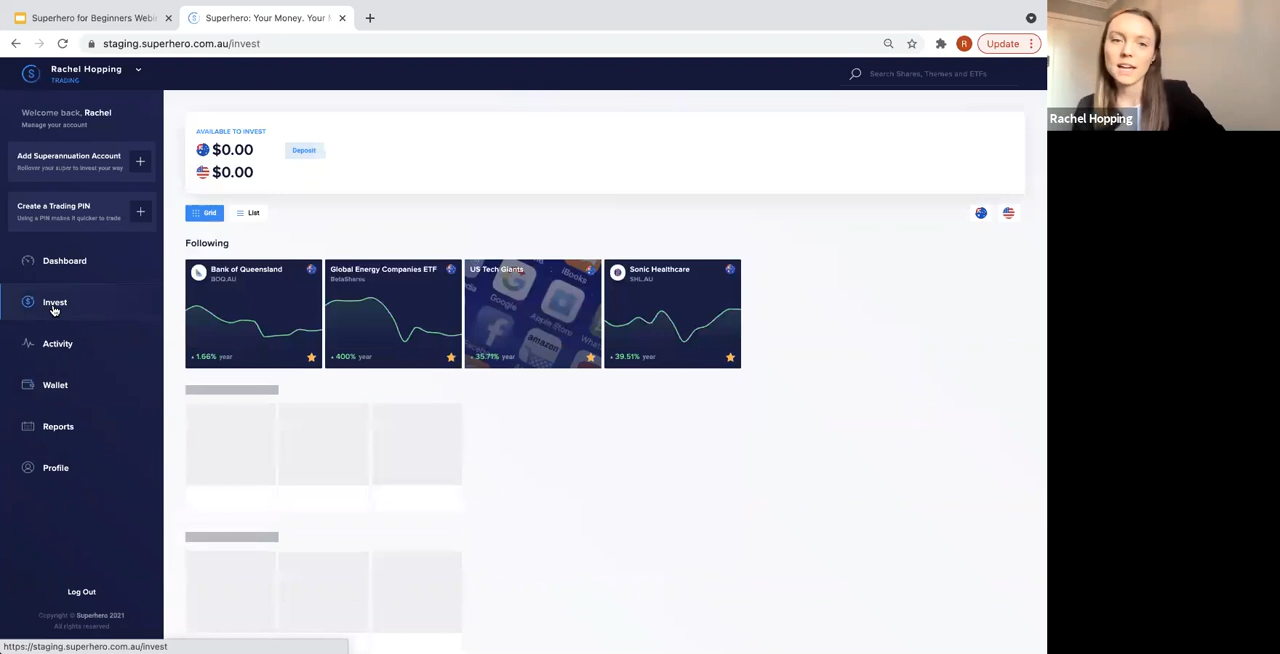 Superhero for Beginners Webi
Superhero: Your Money. Your
staging.superhero.com.au/invest
R
Update
S
Rachel Hopping
TRADING
Search Shares, Themes and ETFs
Rachel Hopping
Welcome back, Rachel
Manage your account
Add Superannuation Account
Rollover your super to invest your way
Create a Trading PIN
Using a PIN makes it quicker to trade
Dashboard
Invest
Activity
Wallet
Reports
Profile
Log Out
Copyright © Superhero 2021
All rights reserved.
AVAILABLE TO INVEST
$0.00
Deposit
$0.00
Grid
List
Following
Bank of Queensland
BOQ.AU
1.66% year
Global Energy Companies ETF
BetaShares
400% year
US Tech Giants
iBooks
Apple Store
amazon
35.71% year
Sonic Healthcare
SHL.AU
39.51% year
https://staging.superhero.com.au/invest